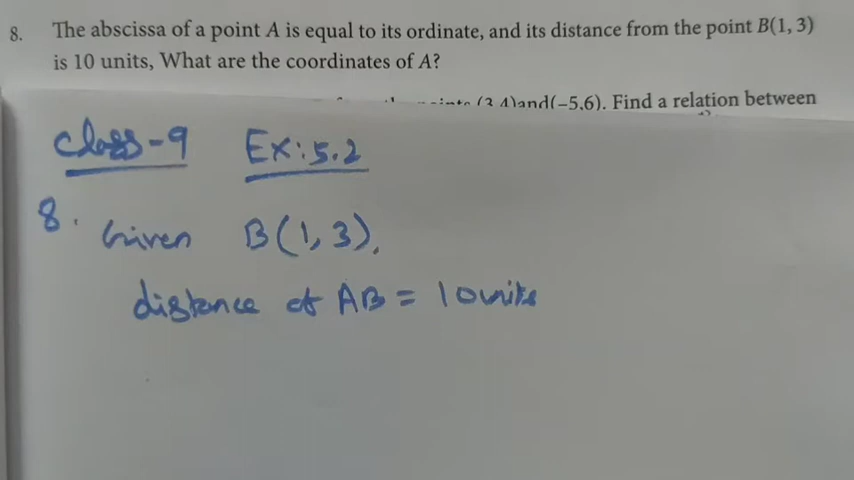 8. The abscissa of a point A is equal to its ordinate, and its distance from the point B(1, 3)
is 10 units, What are the coordinates of A?
(3,4)and(−5,6). Find a relation between
Class-9 Ex:5.2
8. Given B(1, 3),
distance of AB = 10units